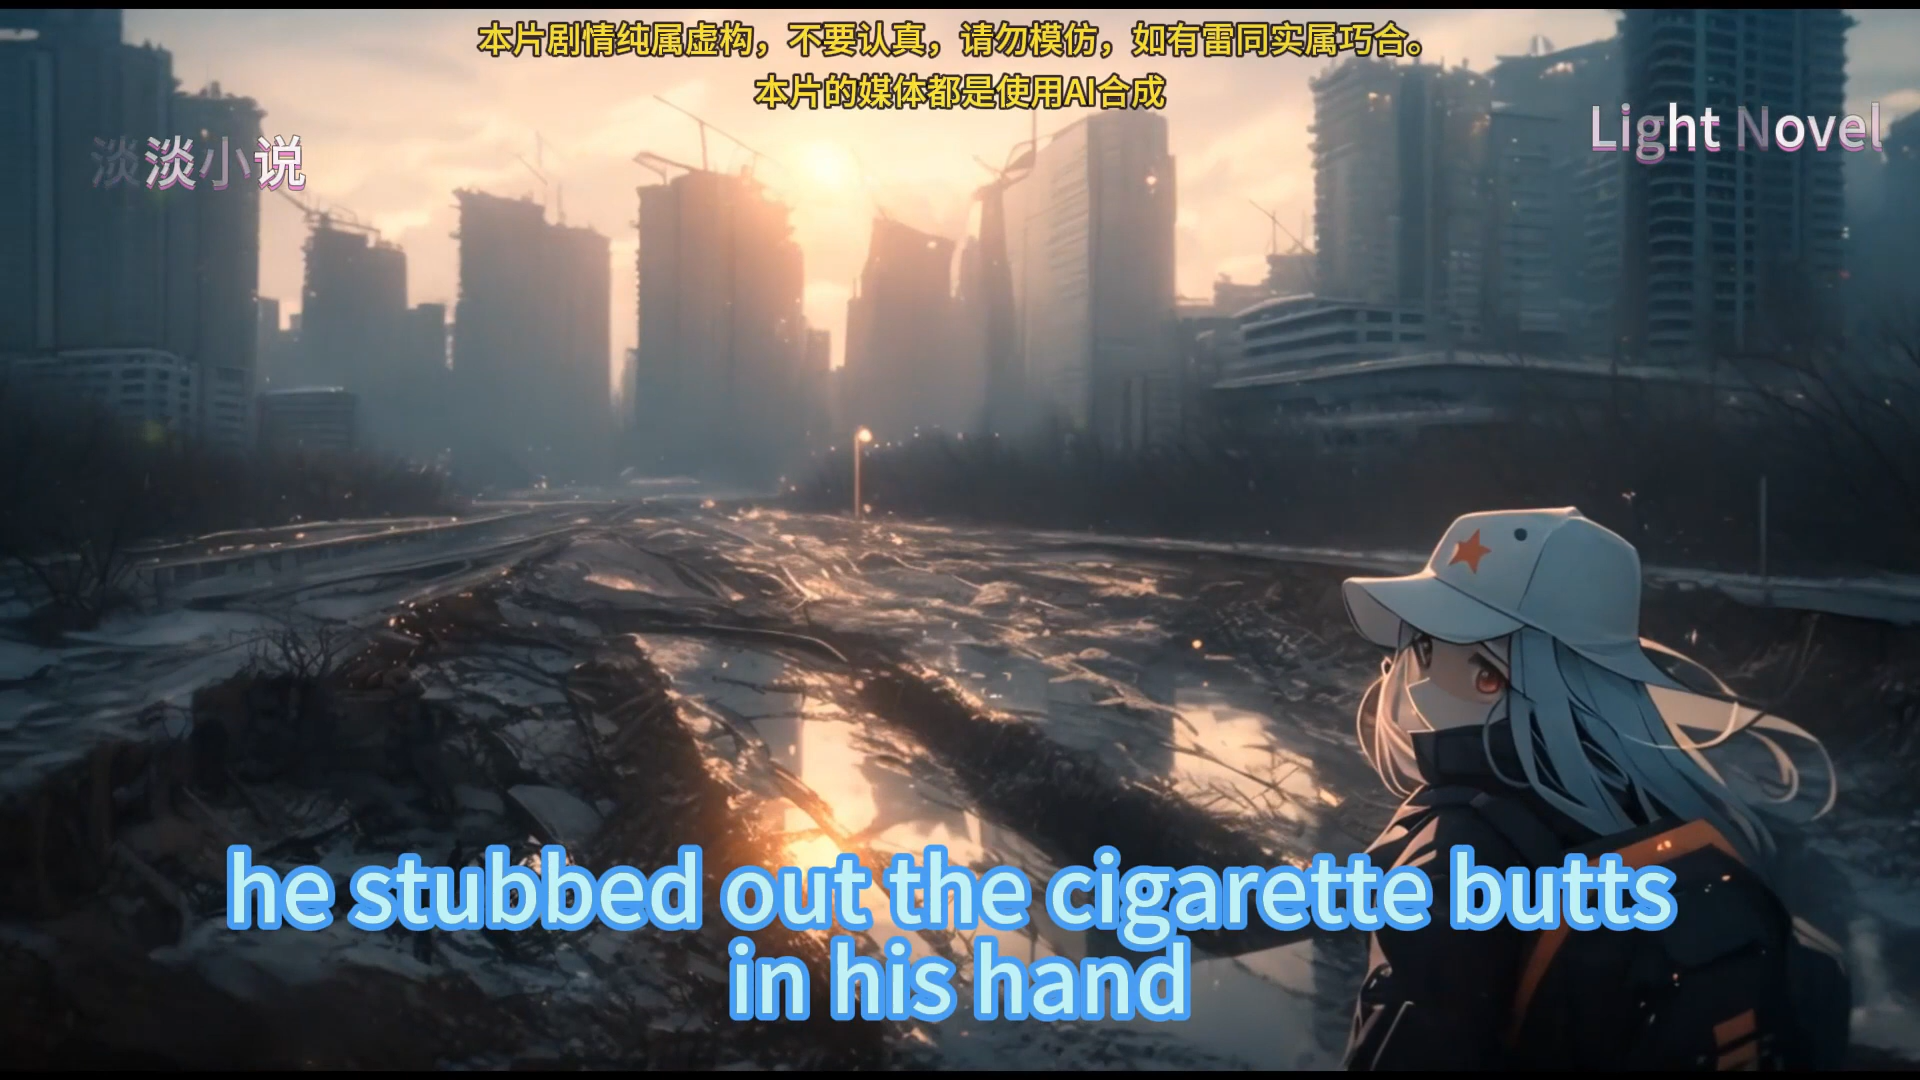 本片剧情纯属虚构，不要认真，请勿模仿，如有雷同实属巧合。
本片的媒体都是使用AI合成
淡淡小说
Light Novel
he stubbed out the cigarette butts
in his hand